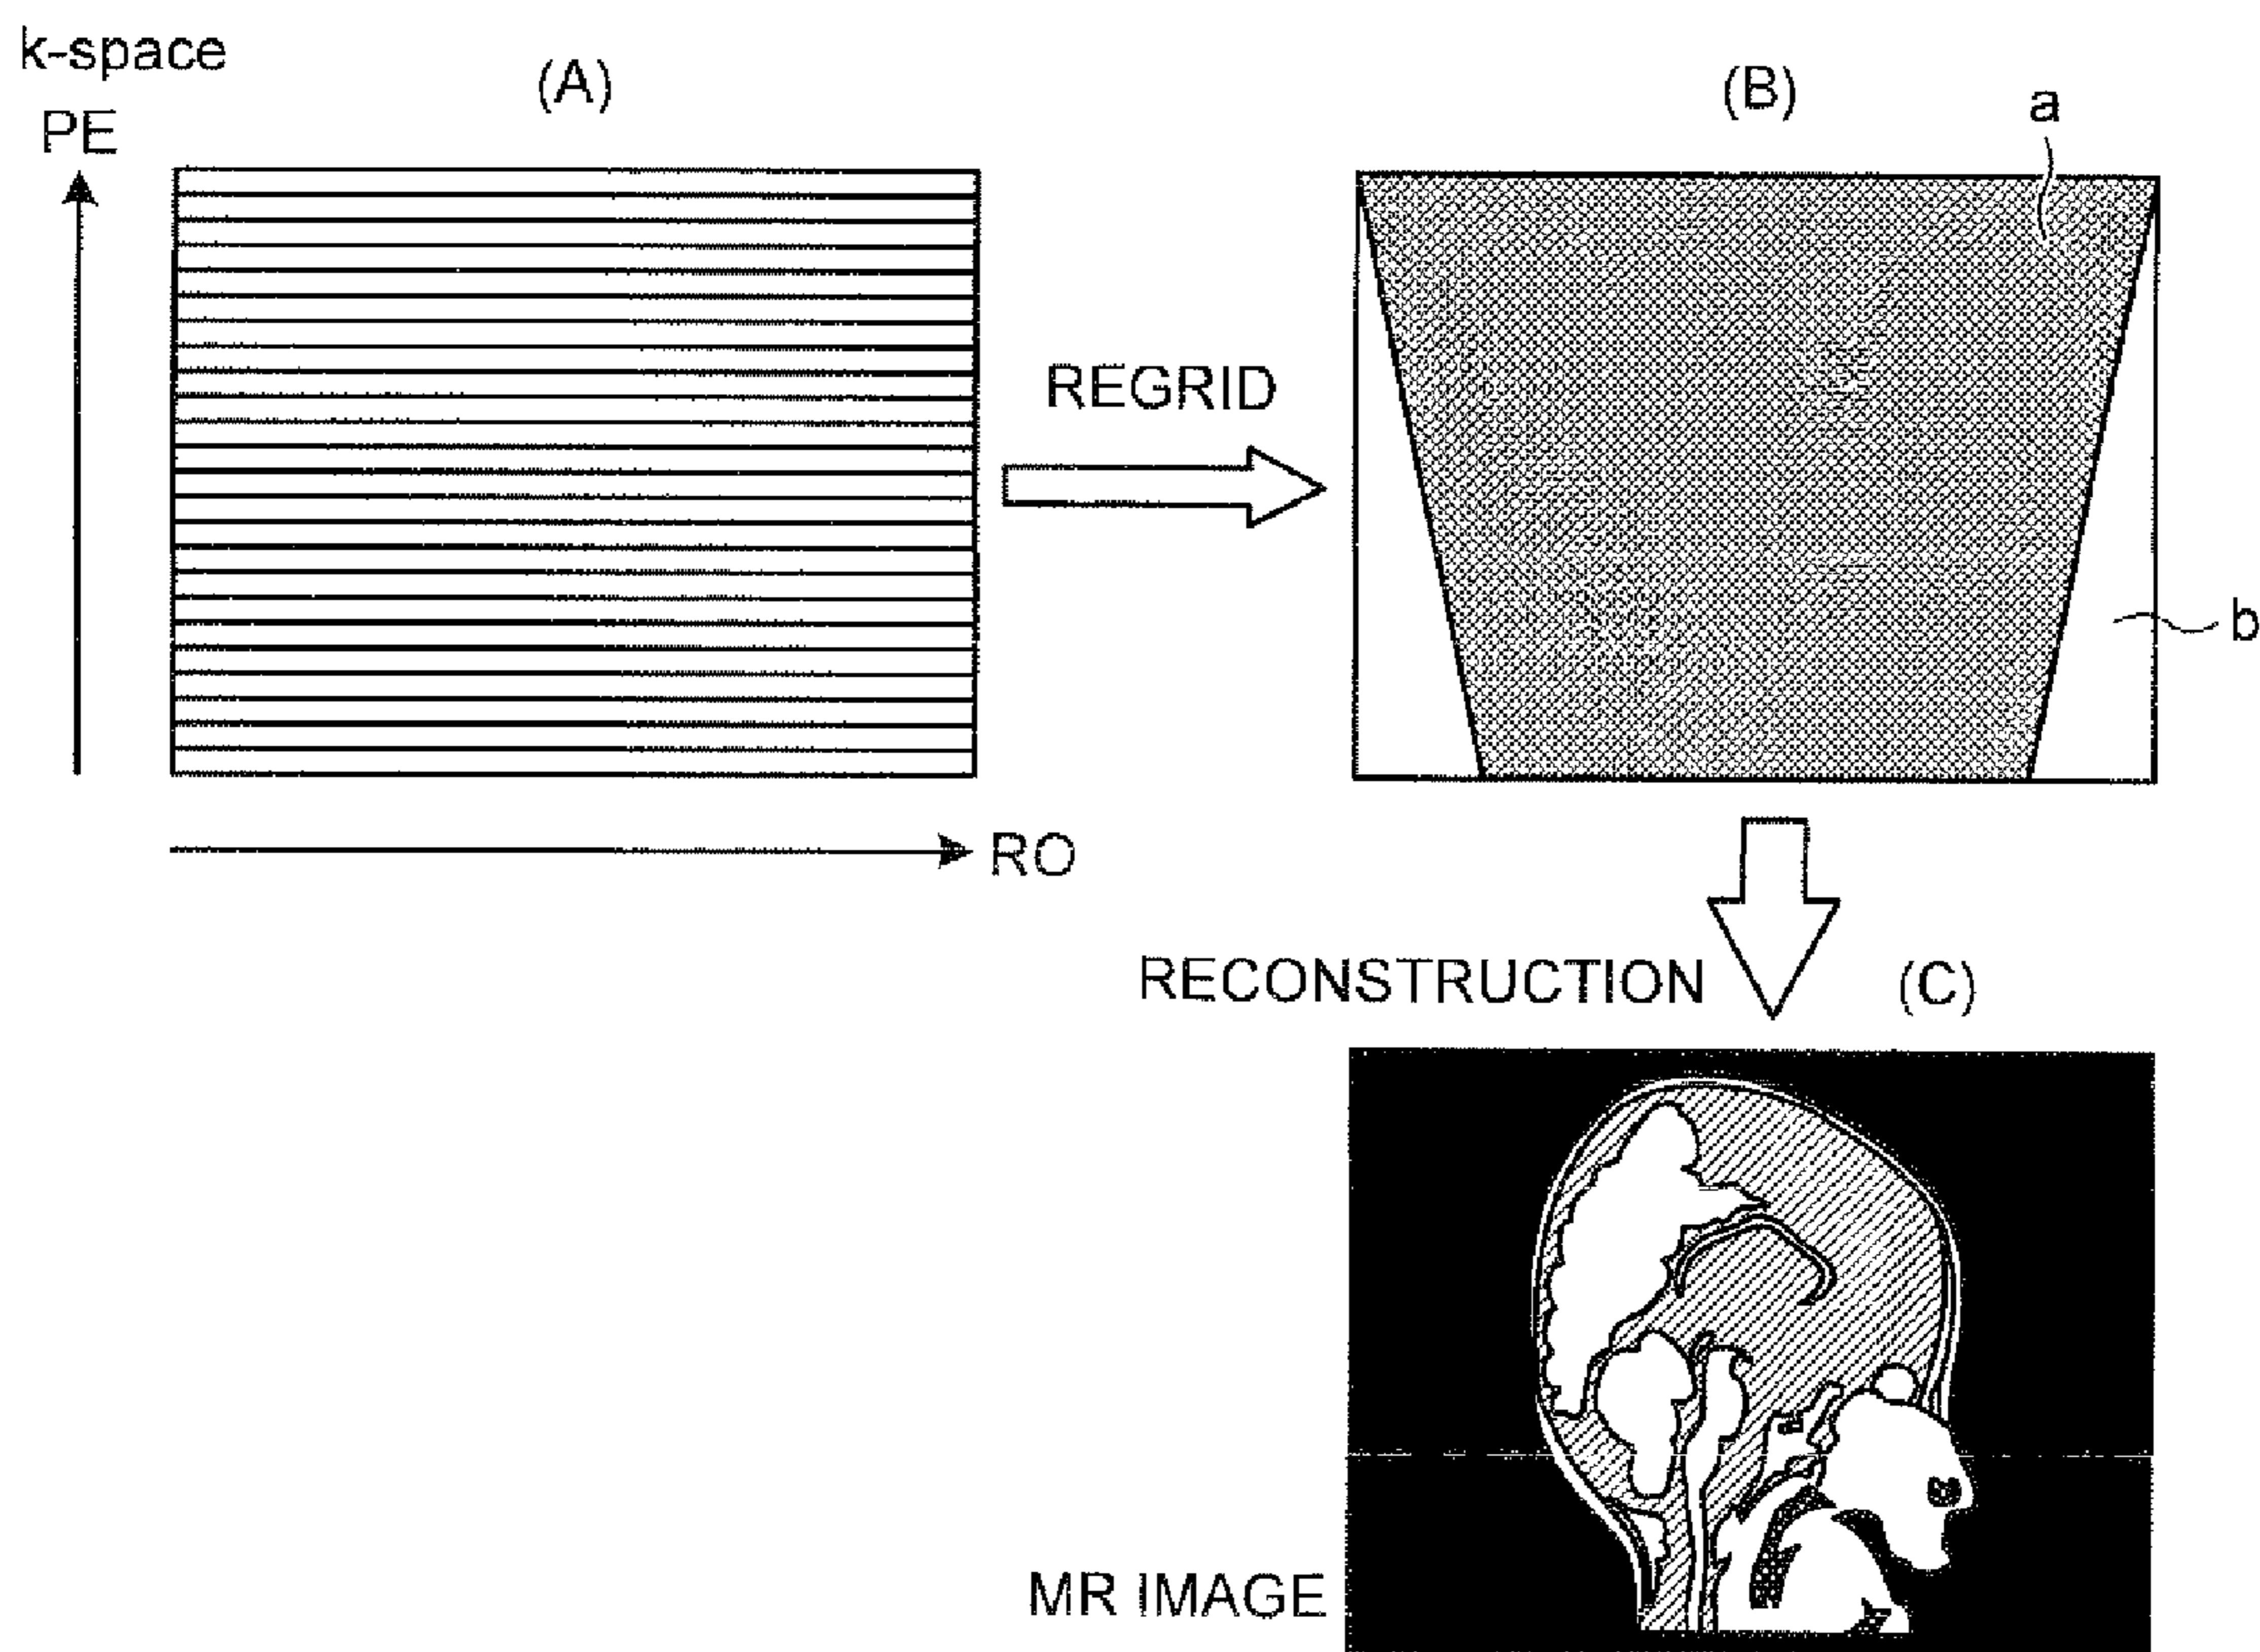 k-space
PE
(A)
(B)
a
REGRID
b
RO
RECONSTRUCTION
(C)
MR IMAGE